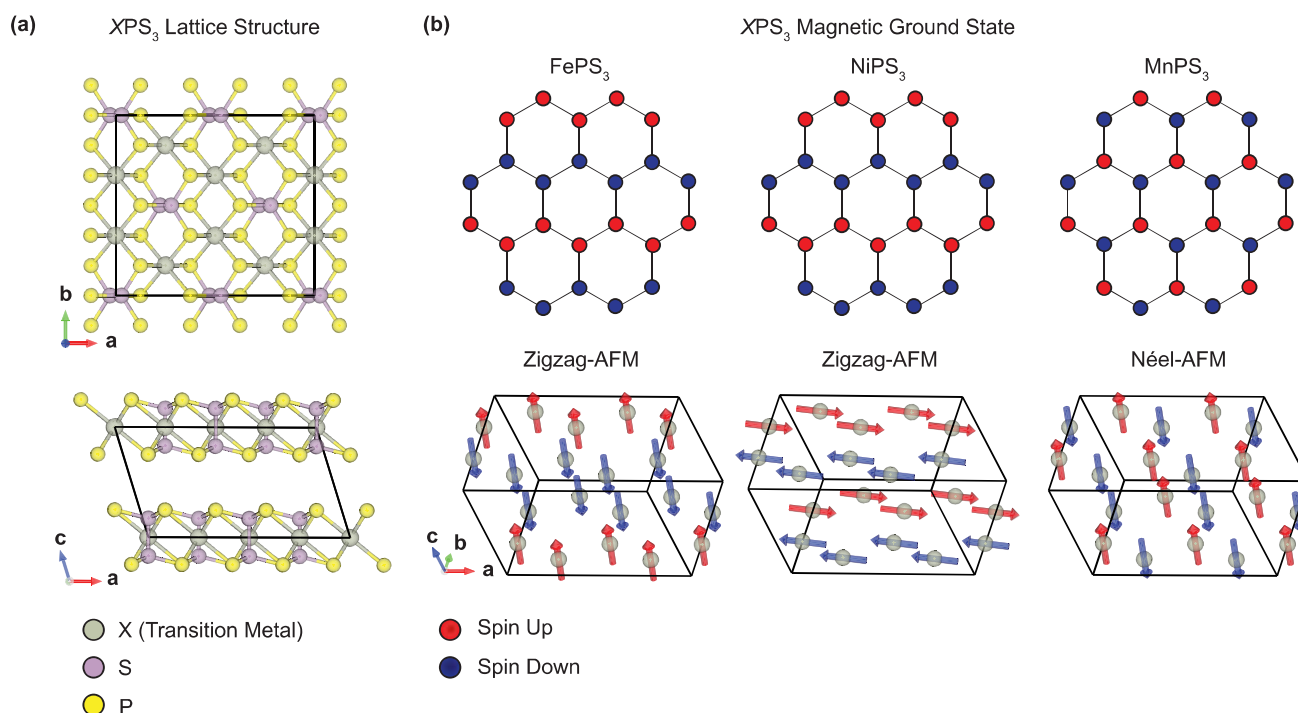 (a) XPS3 Lattice Structure
b
a
c
a
X (Transition Metal)
S
P
(b) XPS3 Magnetic Ground State
FePS3 NiPS3 MnPS3
Zigzag-AFM Zigzag-AFM Néel-AFM
c
b
a
Spin Up
Spin Down